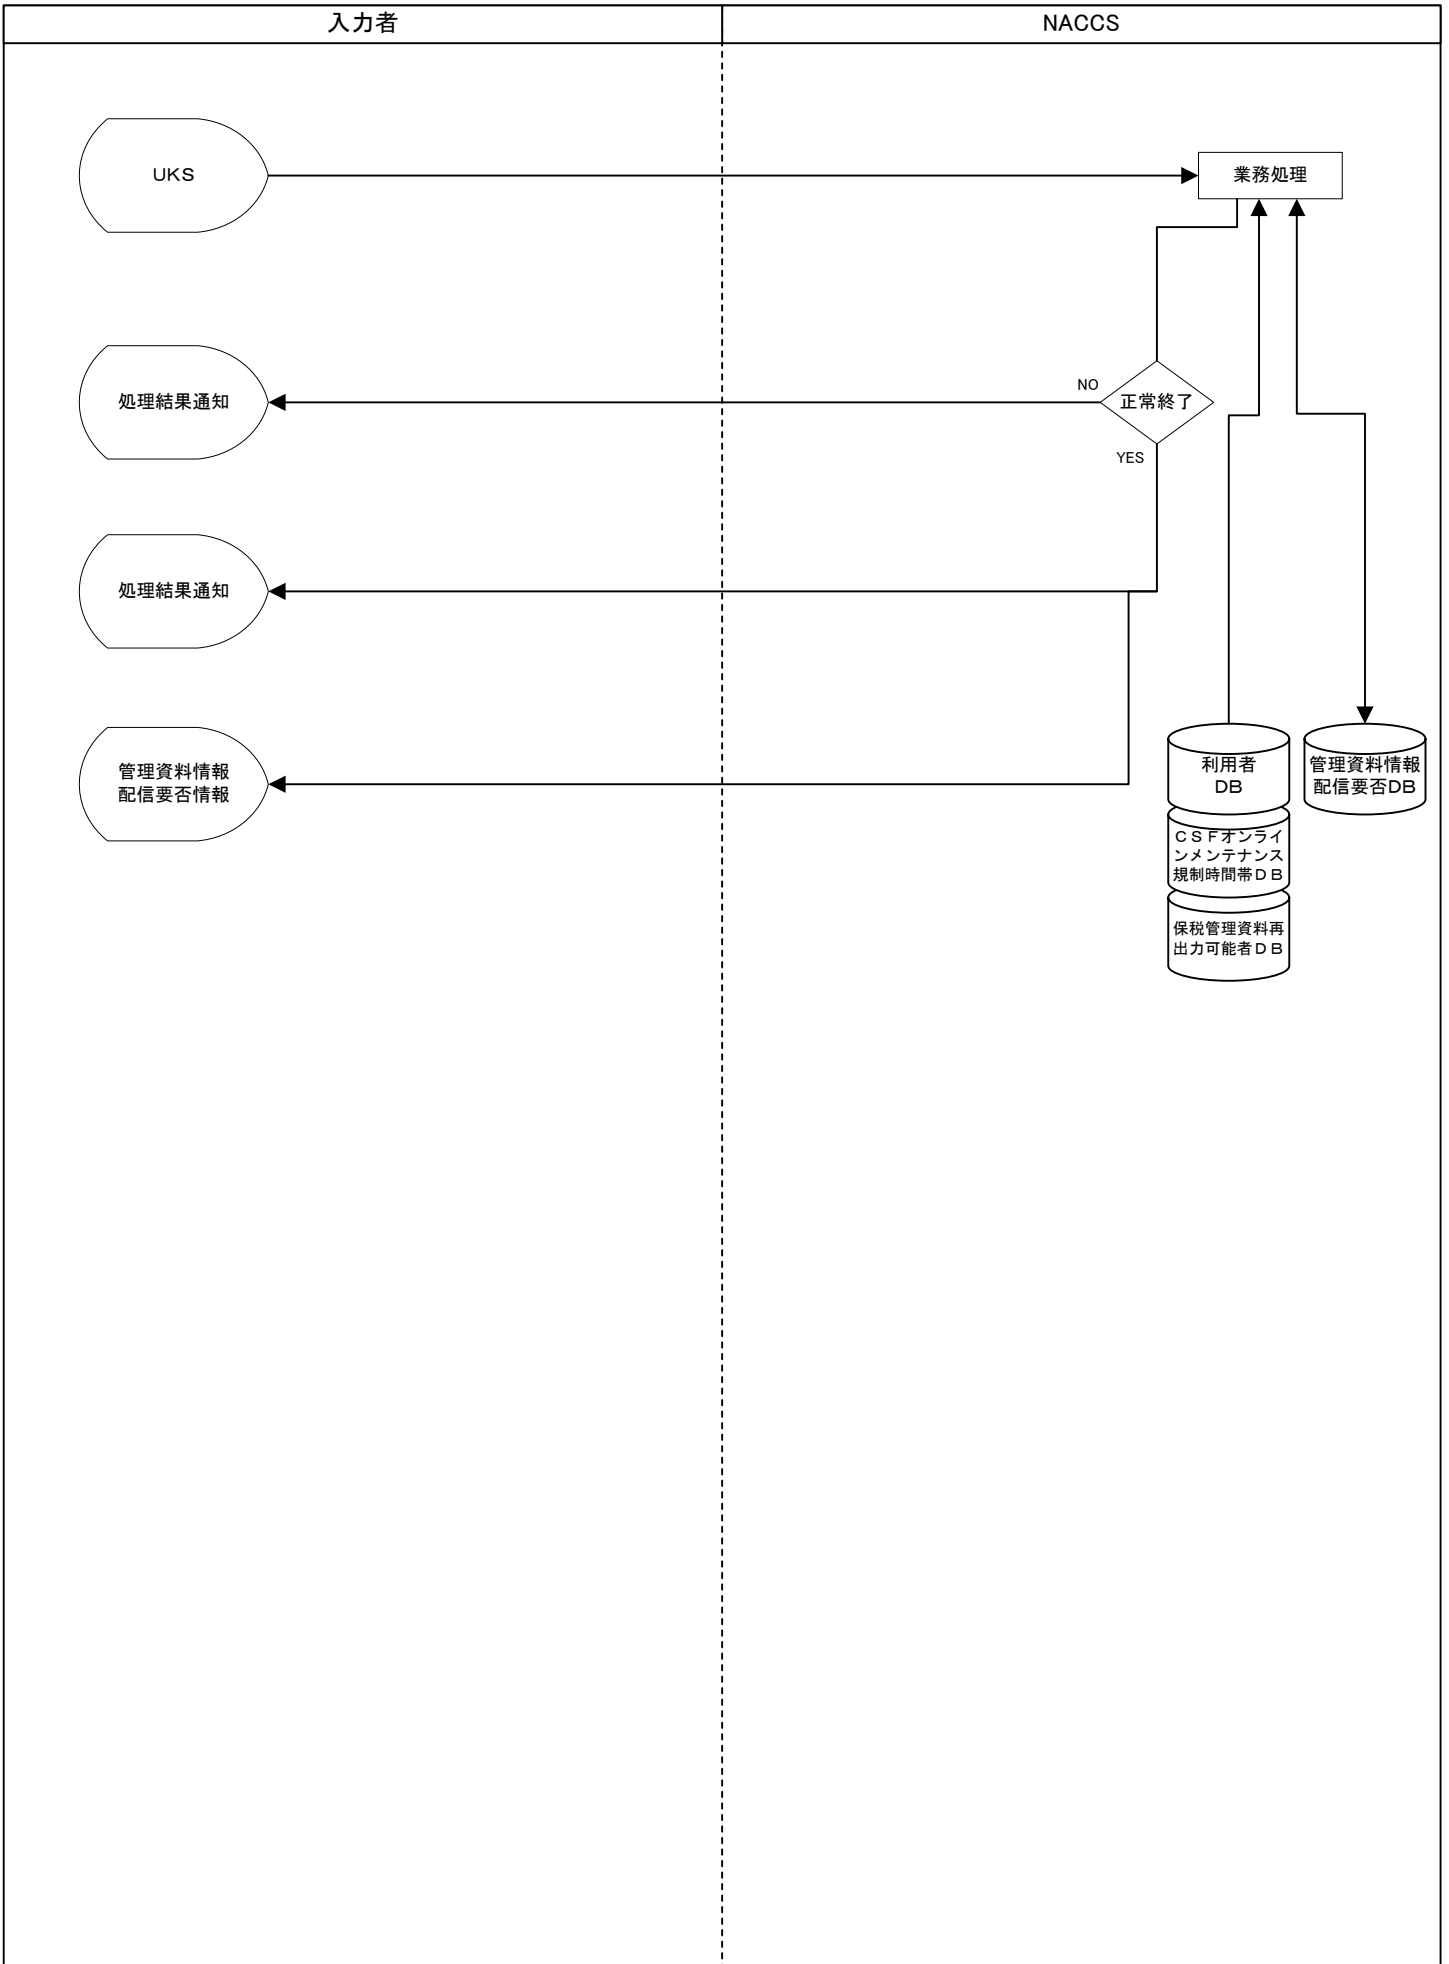 入力者
NACCS
ＵＫＳ
業務処理
処理結果通知
NO
正常終了
YES
処理結果通知
管理資料情報
配信要否情報
利用者
ＤＢ
管理資料情報
配信要否DB
ＣＳＦオンライ
ンメンテナンス
規制時間帯ＤＢ
保税管理資料再
出力可能者ＤＢ